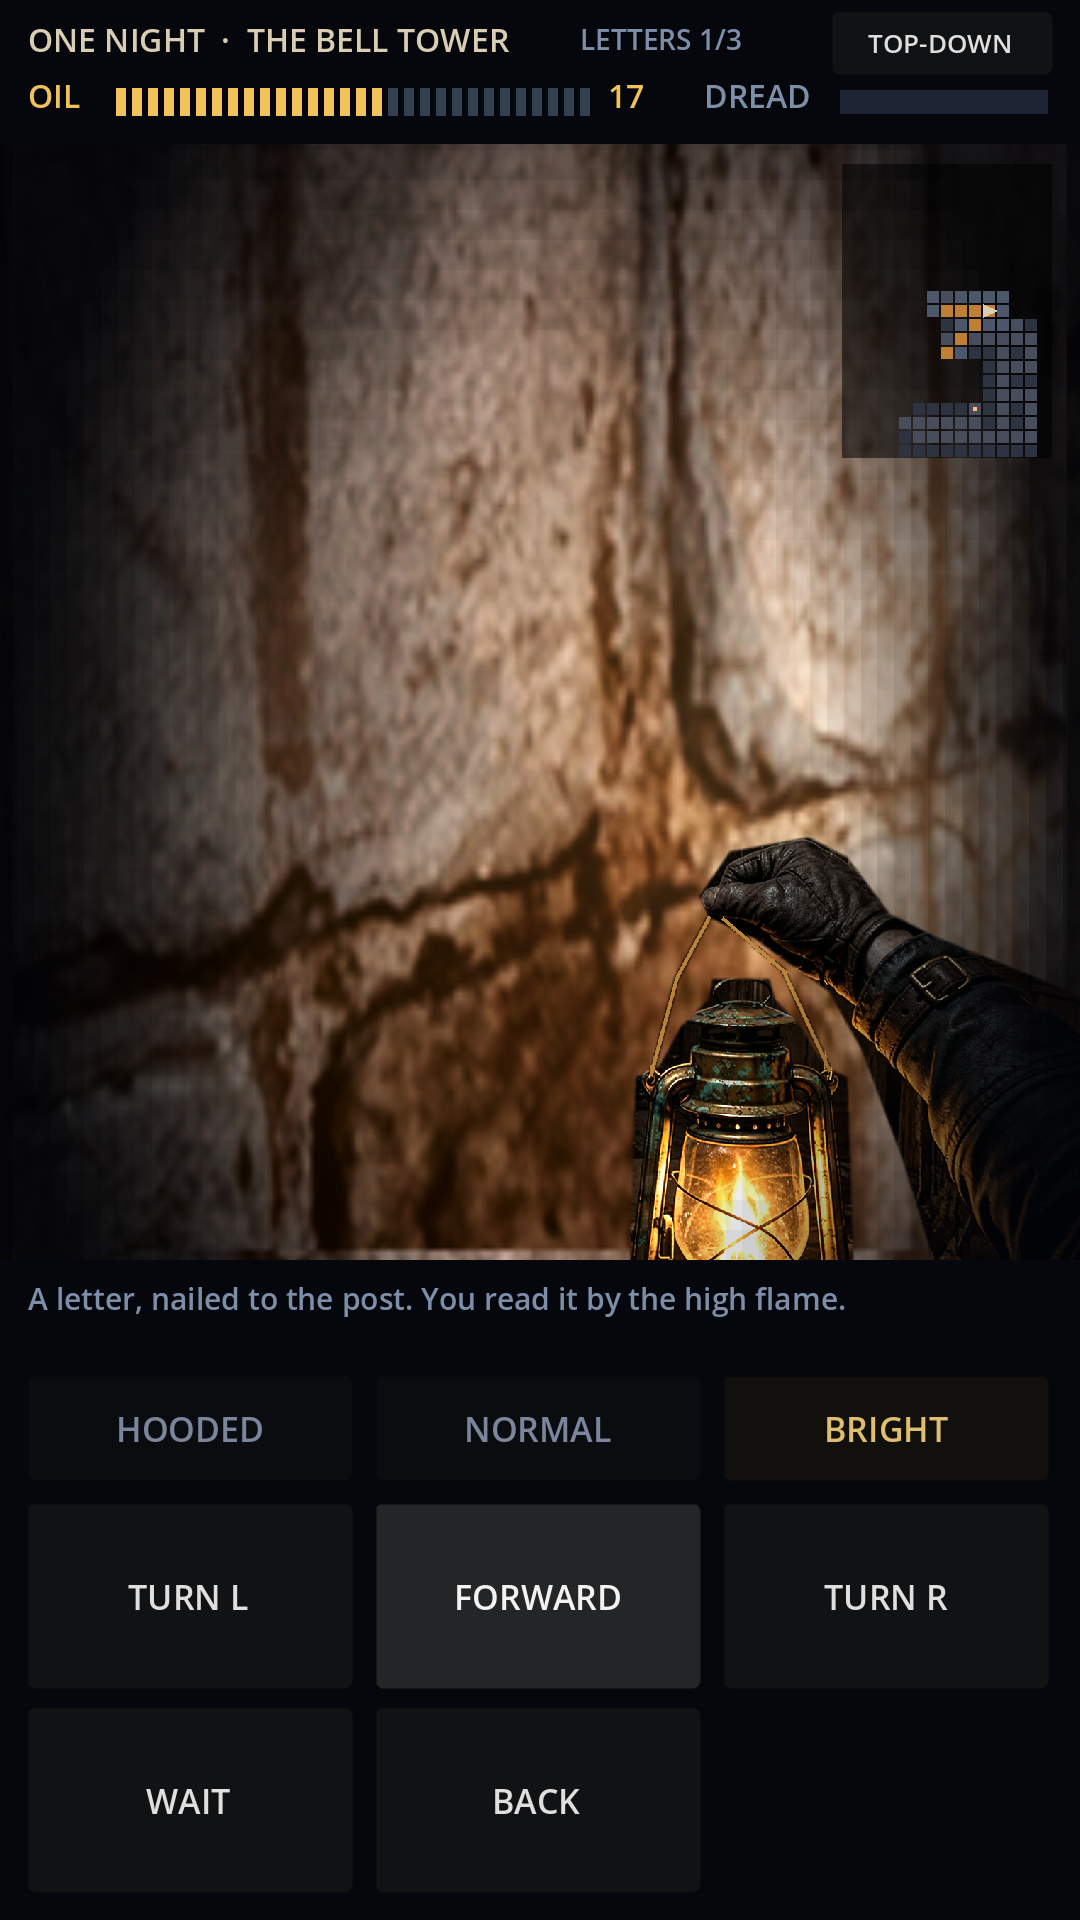 ONE NIGHT · THE BELL TOWER
LETTERS 1/3
TOP-DOWN
OIL
17
DREAD
A letter, nailed to the post. You read it by the high flame.
HOODED
NORMAL
BRIGHT
TURN L
FORWARD
TURN R
WAIT
BACK